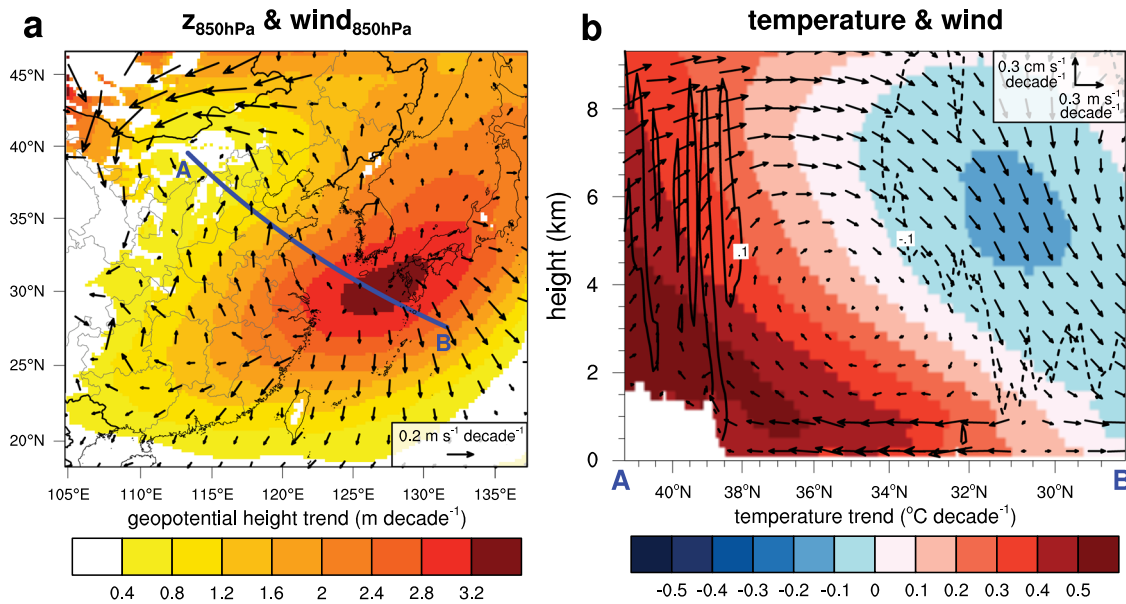 a
z850hPa & wind850hPa
45°N
40°N
35°N
30°N
25°N
20°N
A
B
0.2 m s-1 decade-1
105°E 110°E 115°E 120°E 125°E 130°E 135°E
geopotential height trend (m decade-1)
0.4 0.8 1.2 1.6 2 2.4 2.8 3.2
b
temperature & wind
0.3 cm s-1
decade-1
0.3 m s-1
decade-1
height (km)
8
6
4
2
0
.1
-.1
A 40°N 38°N 36°N 34°N 32°N 30°N B
temperature trend (°C decade-1)
-0.5 -0.4 -0.3 -0.2 -0.1 0 0.1 0.2 0.3 0.4 0.5